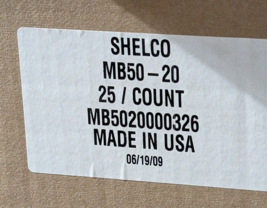 SHELCO
MB50-20
25 / COUNT
MB5020000326
MADE IN USA
06/19/09